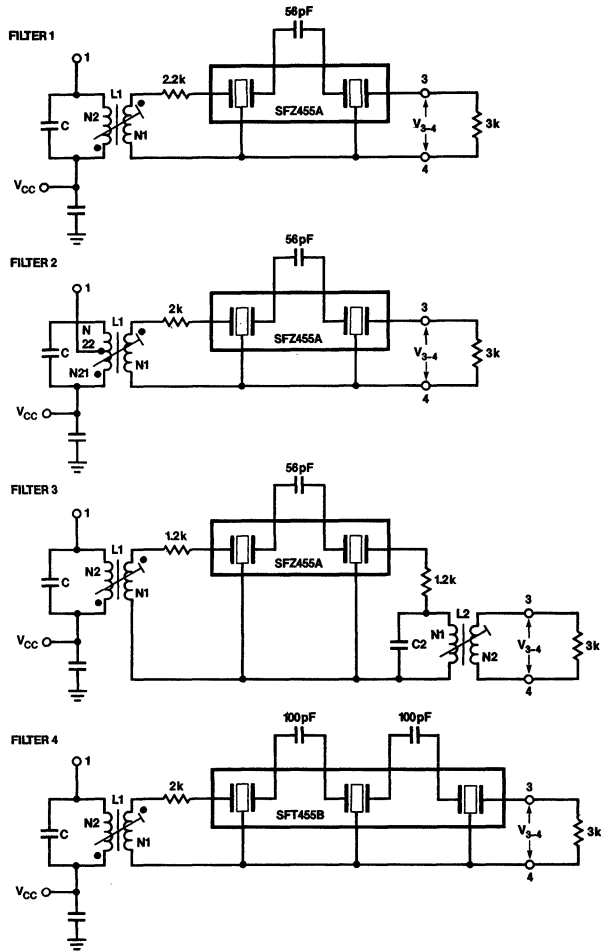 FILTER 1
56pF
1
L1
2.2k
3
C
N2
N1
SFZ455A
V3–4
3k
4
VCC
FILTER 2
56pF
1
L1
2k
3
N
22
C
N21
N1
SFZ455A
V3–4
3k
4
VCC
FILTER 3
56pF
1
L1
1.2k
C
N2
N1
SFZ455A
1.2k
L2
3
C2
N1
N2
V3–4
3k
4
VCC
FILTER 4
100pF
100pF
1
L1
2k
3
C
N2
N1
SFT455B
V3–4
3k
4
VCC